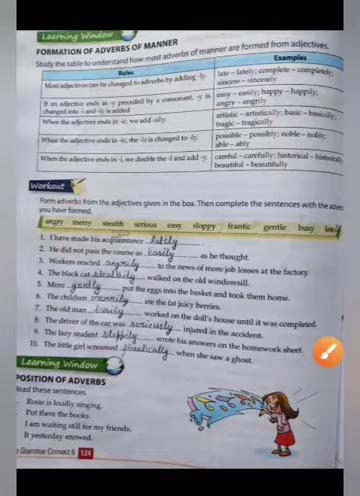 Learning Window
FORMATION OF ADVERBS OF MANNER
Study the table to understand how most adverbs of manner are formed from adjectives.
Rules Examples
Most adjectives can be changed to adverbs by adding -ly. late – lately; complete – completely;
sincere – sincerely
If an adjective ends in -y preceded by a consonant, -y is easy – easily; happy – happily,
changed into -i and -ly is added angry – angrily
When the adjective ends in -ic, we add -ally. artistic – artistically; basic – basically,
tragic – tragically
When the adjective ends in -le, the -le is changed to -ly. possible – possibly; noble – nobly;
able – ably
When the adjective ends in -l, we double the -l and add -y. careful – carefully; historical – historically
beautiful – beautifully
Workout
Form adverbs from the adjectives given in the box. Then complete the sentences with the adverbs
you have formed.
angry merry stealth serious easy sloppy frantic gentle busy late
1. I have made his acquaintance lately.
2. He did not pass the course as easily as he thought.
3. Workers reacted angrily to the news of more job losses at the factory.
4. The black cat stealthily walked on the old windowsill.
5. Mimi gently put the eggs into the basket and took them home.
6. The children merrily ate the fat juicy berries.
7. The old man busily worked on the doll's house until it was completed.
8. The driver of the car was seriously injured in the accident.
9. The lazy student sloppily wrote his answers on the homework sheet.
10. The little girl screamed frantically when she saw a ghost.
Learning Window
POSITION OF ADVERBS
Read these sentences.
Rosie is loudly singing.
Put there the books.
I am waiting still for my friends.
It yesterday snowed.
Grammar Connect 6 124